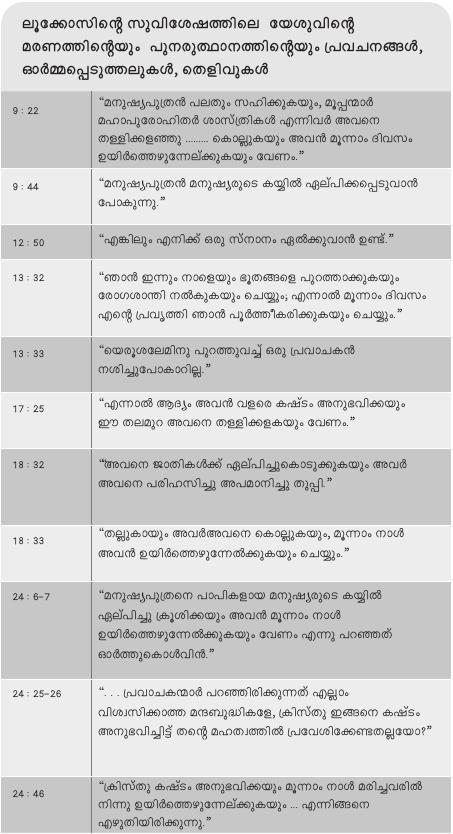 ലൂക്കോസിന്റെ സുവിശേഷത്തിലെ യേശുവിന്റെ
മരണത്തിന്റെയും പുനരുത്ഥാനത്തിന്റെയും പ്രവചനങ്ങൾ,
ഓർമ്മപ്പെടുത്തലുകൾ, തെളിവുകൾ
9 : 22
“മനുഷ്യപുത്രൻ പലതും സഹിക്കുകയും, മൂപ്പന്മാർ
മഹാപുരോഹിതർ ശാസ്ത്രികൾ എന്നിവർ അവനെ
തള്ളിക്കളഞ്ഞു ......... കൊല്ലുകയും അവൻ മൂന്നാം ദിവസം
ഉയിർത്തെഴുന്നേല്ക്കുകയും വേണം.”
9 : 44
“മനുഷ്യപുത്രൻ മനുഷ്യരുടെ കയ്യിൽ ഏല്പിക്കപ്പെടുവാൻ
പോകുന്നു.”
12 : 50
“എങ്കിലും എനിക്ക് ഒരു സ്നാനം ഏൽക്കുവാൻ ഉണ്ട്.”
13 : 32
“ഞാൻ ഇന്നും നാളെയും ഭൂതങ്ങളെ പുറത്താക്കുകയും
രോഗശാന്തി നൽകുകയും ചെയ്യും; എന്നാൽ മൂന്നാം ദിവസം
എന്റെ പ്രവൃത്തി ഞാൻ പൂർത്തീകരിക്കുകയും ചെയ്യും.”
13 : 33
“യെരൂശലേമിനു പുറത്തുവച്ച് ഒരു പ്രവാചകൻ
നശിച്ചുപോകാറില്ല.”
17 : 25
“എന്നാൽ ആദ്യം അവൻ വളരെ കഷ്ടം അനുഭവിക്കയും
ഈ തലമുറ അവനെ തള്ളിക്കളകയും വേണം.”
18 : 32
“അവനെ ജാതികൾക്ക് ഏല്പിച്ചുകൊടുക്കുകയും അവർ
അവനെ പരിഹസിച്ചു അപമാനിച്ചു തുപ്പി.”
18 : 33
“തല്ലുകായും അവർഅവനെ കൊല്ലുകയും, മൂന്നാം നാൾ
അവൻ ഉയിർത്തെഴുന്നേൽക്കുകയും ചെയ്യും.”
24 : 6–7
“മനുഷ്യപുത്രനെ പാപികളായ മനുഷ്യരുടെ കയ്യിൽ
ഏല്പിച്ചു ക്രൂശിക്കയും അവൻ മൂന്നാം നാൾ
ഉയിർത്തെഴുന്നേൽക്കുകയും വേണം എന്നു പറഞ്ഞത്
ഓർത്തുകൊൾവിൻ.”
24 : 25–26
“. . . പ്രവാചകന്മാർ പറഞ്ഞിരിക്കുന്നത് എല്ലാം
വിശ്വസിക്കാത്ത മന്ദബുദ്ധികളേ, ക്രിസ്തു ഇങ്ങനെ കഷ്ടം
അനുഭവിച്ചിട്ട് തന്റെ മഹത്വത്തിൽ പ്രവേശിക്കേണ്ടതല്ലയോ?”
24 : 46
“ക്രിസ്തു കഷ്ടം അനുഭവിക്കയും മൂന്നാം നാൾ മരിച്ചവരിൽ
നിന്നു ഉയിർത്തെഴുന്നേല്ക്കുകയും ... എന്നിങ്ങനെ
എഴുതിയിരിക്കുന്നു.”